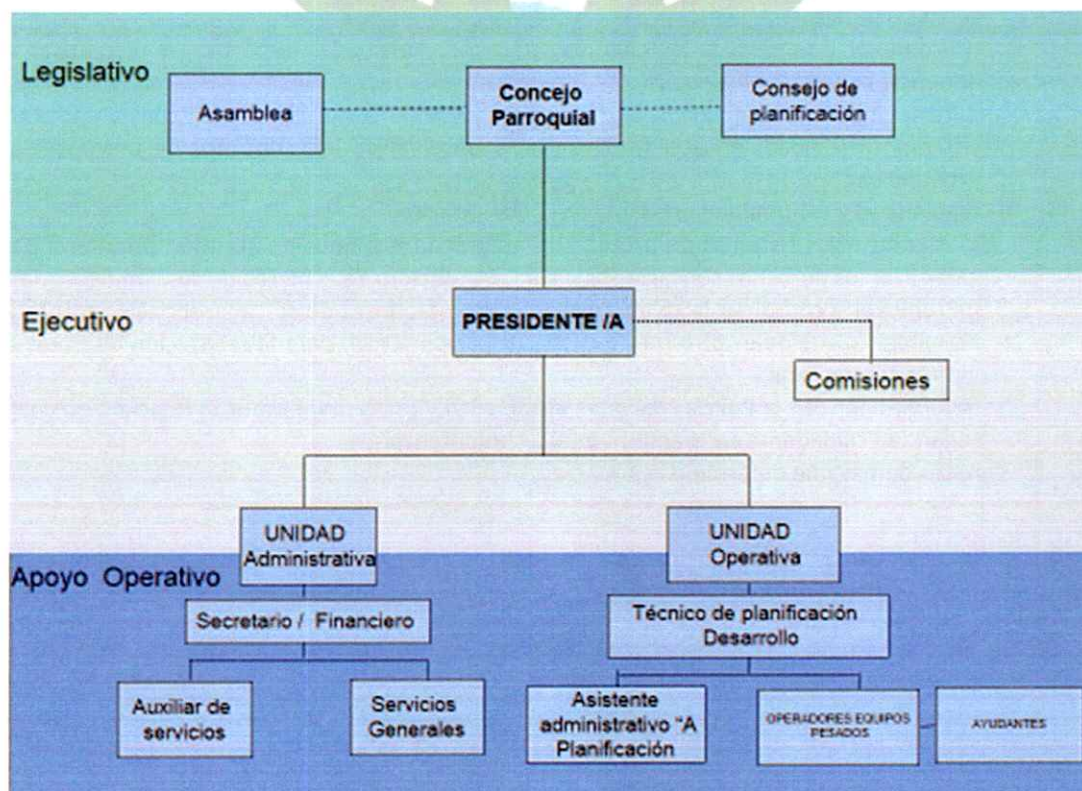 Legislativo
Asamblea
Concejo
Parroquial
Consejo de
planificación
Ejecutivo
PRESIDENTE /A
Comisiones
UNIDAD
Administrativa
UNIDAD
Operativa
Apoyo Operativo
Secretario / Financiero
Técnico de planificación
Desarrollo
Auxiliar de
servicios
Servicios
Generales
Asistente
administrativo "A
Planificación
OPERADORES EQUIPOS
PESADOS
AYUDANTES